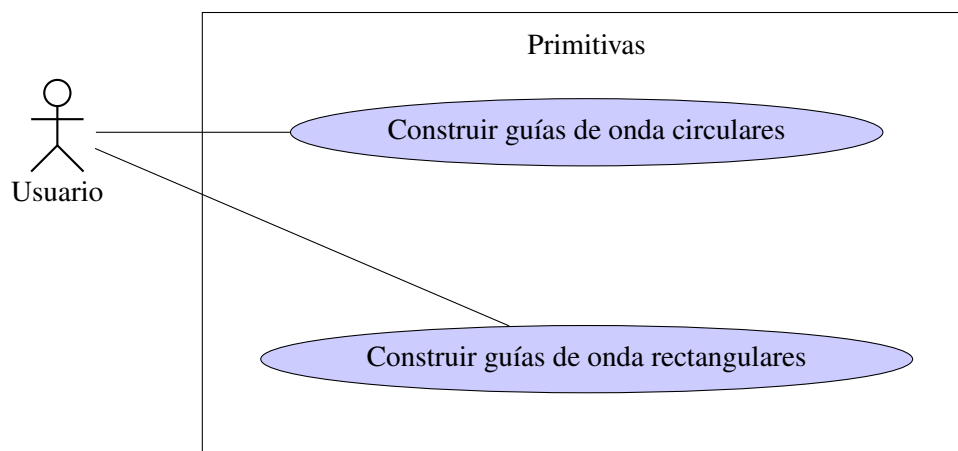 Primitivas
Construir guías de onda circulares
Usuario
Construir guías de onda rectangulares